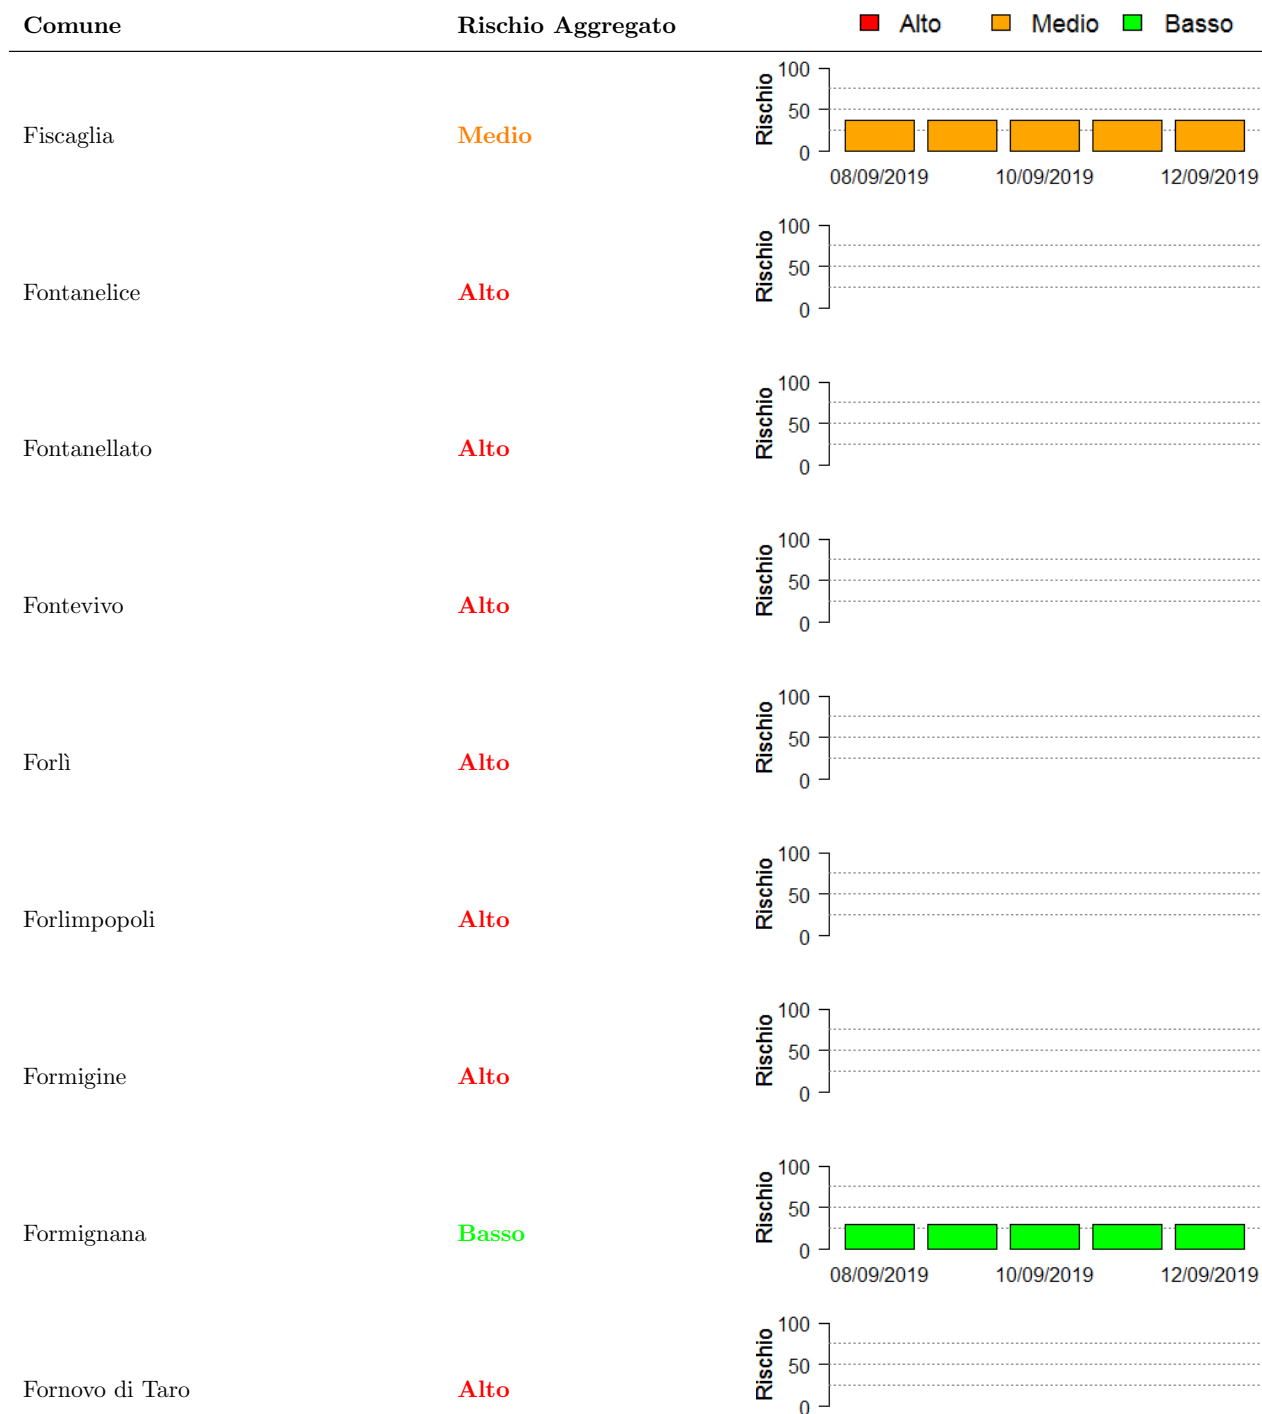 Comune Rischio Aggregato Alto Medio Basso
Fiscaglia Medio Rischio 100 50 0
08/09/2019 10/09/2019 12/09/2019
Fontanelice Alto Rischio 100 50 0
Fontanellato Alto Rischio 100 50 0
Fontevivo Alto Rischio 100 50 0
Forlì Alto Rischio 100 50 0
Forlimpopoli Alto Rischio 100 50 0
Formigine Alto Rischio 100 50 0
Formignana Basso Rischio 100 50 0
08/09/2019 10/09/2019 12/09/2019
Fornovo di Taro Alto Rischio 100 50 0